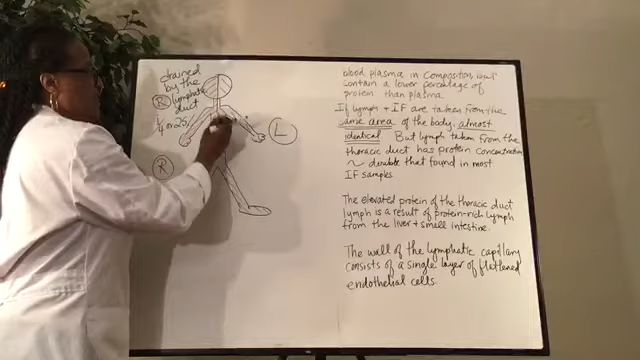 drained
by the
R lymphatic
duct
1/4 or 25%
R
L
blood plasma in composition, but
contain a lower percentage of
protein than plasma
If lymph + IF are taken from the
same area of the body, almost
identical But lymph taken from the
thoracic duct has protein concentration
~ double that found in most
IF samples
The elevated protein of the thoracic duct
lymph is a result of protein-rich lymph
from the liver + small intestine.
The wall of the lymphatic capillary
consists of a single layer of flattened
endothelial cells.